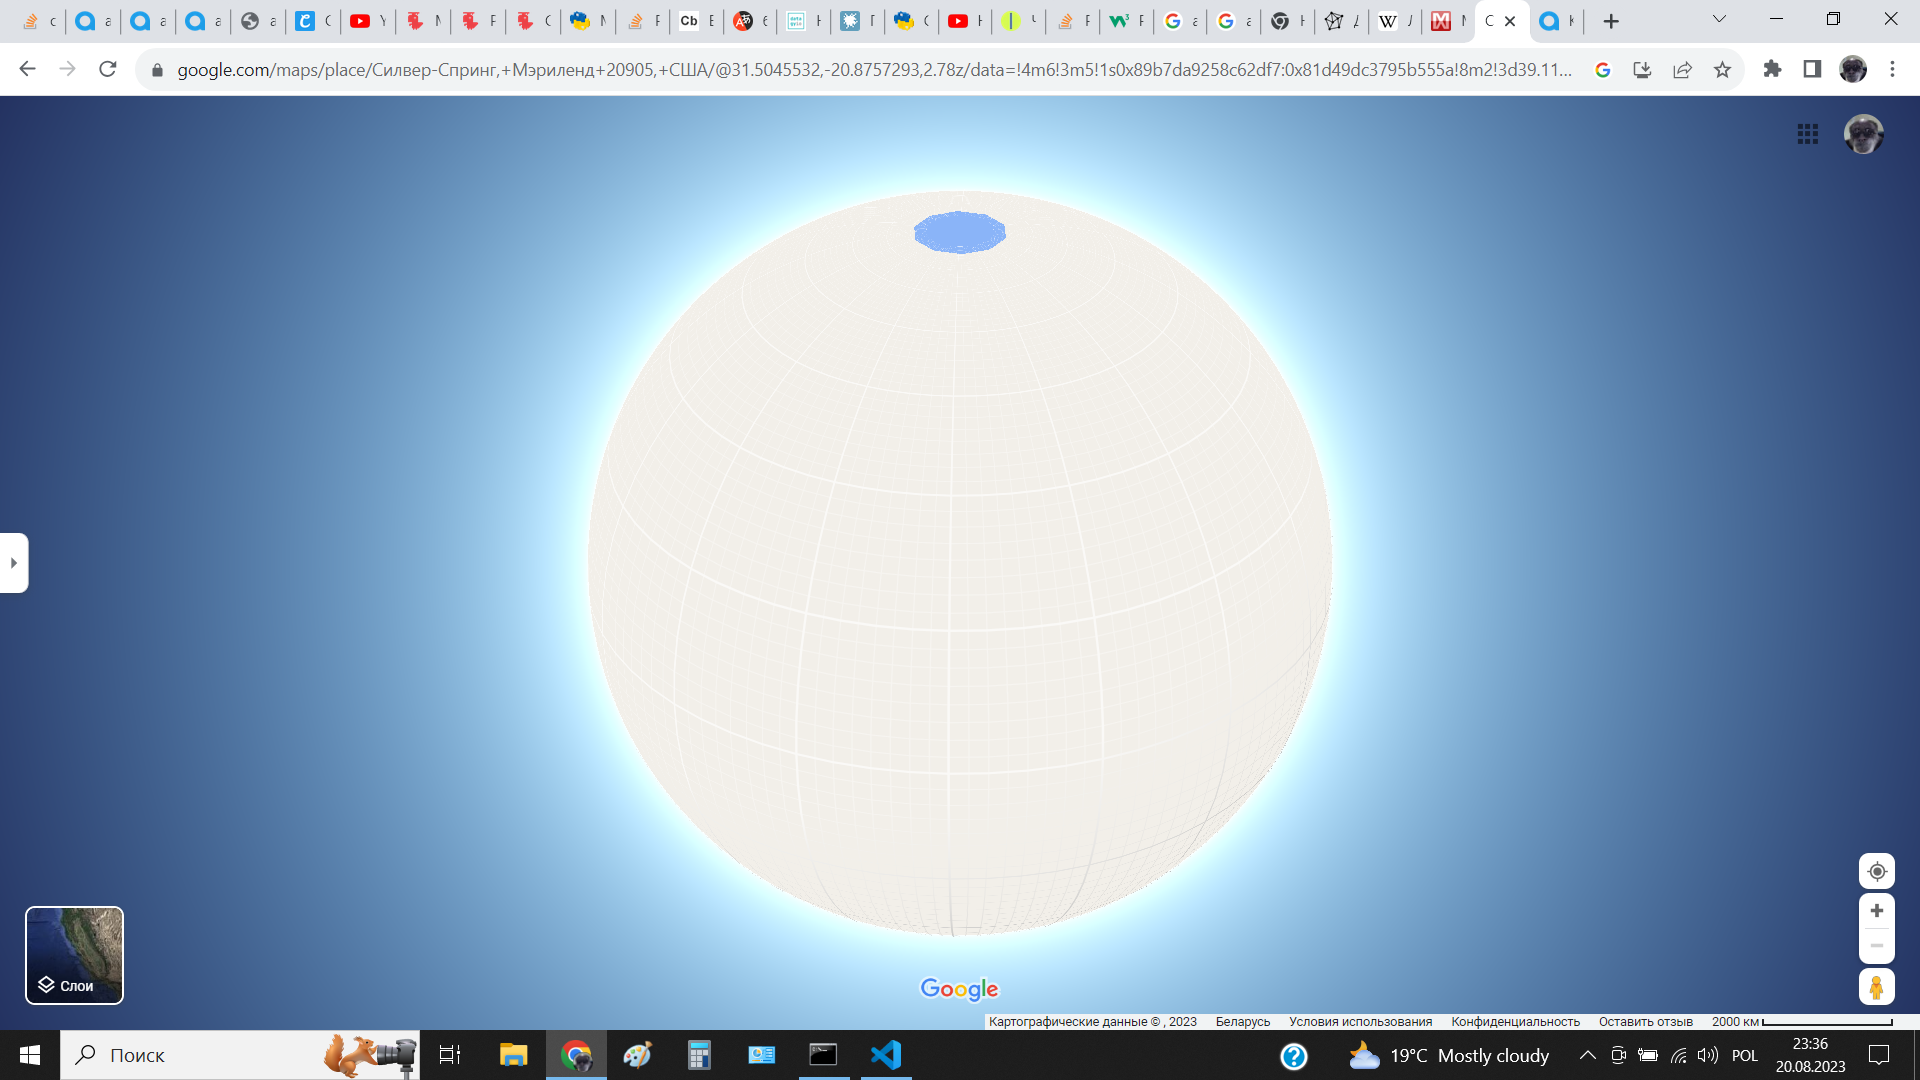 google.com/maps/place/Силвер-Спринг,+Мэриленд+20905,+США/@31.5045532,-20.8757293,2.78z/data=!4m6!3m5!1s0x89b7da9258c62df7:0x81d49dc3795b555a!8m2!3d39.11...
Слои
Google
Картографические данные © , 2023 Беларусь Условия использования Конфиденциальность Оставить отзыв 2000 км
Поиск
19°C Mostly cloudy
POL
23:36
20.08.2023